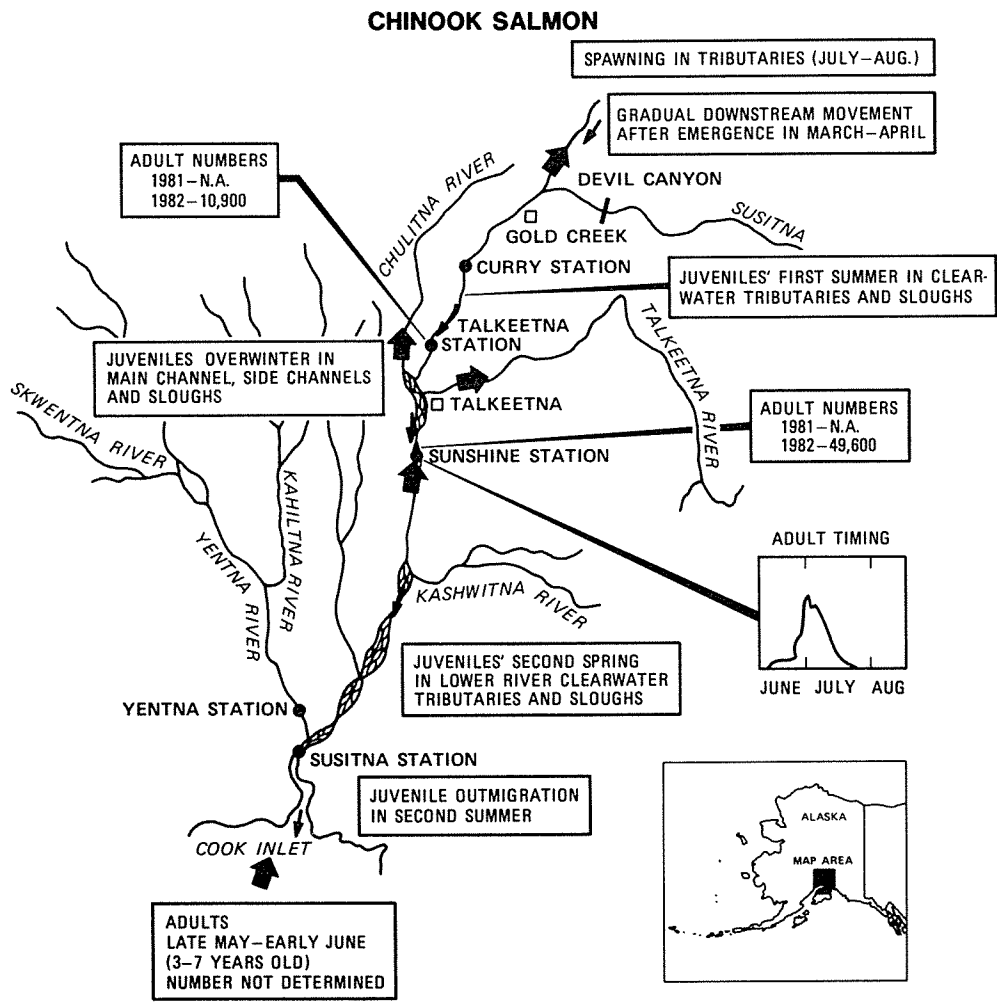 CHINOOK SALMON
SPAWNING IN TRIBUTARIES (JULY–AUG.)
GRADUAL DOWNSTREAM MOVEMENT
AFTER EMERGENCE IN MARCH–APRIL
ADULT NUMBERS
1981–N.A.
1982–10,900
CHULITNA RIVER
DEVIL CANYON
SUSITNA
GOLD CREEK
CURRY STATION
JUVENILES' FIRST SUMMER IN CLEAR-
WATER TRIBUTARIES AND SLOUGHS
TALKEETNA
STATION
TALKEETNA RIVER
JUVENILES OVERWINTER IN
MAIN CHANNEL, SIDE CHANNELS
AND SLOUGHS
TALKEETNA
SKWENTNA RIVER
ADULT NUMBERS
1981–N.A.
1982–49,600
SUNSHINE STATION
KAHILTNA RIVER
YENTNA RIVER
ADULT TIMING
KASHWITNA RIVER
JUNE JULY AUG
JUVENILES' SECOND SPRING
IN LOWER RIVER CLEARWATER
TRIBUTARIES AND SLOUGHS
YENTNA STATION
SUSITNA STATION
JUVENILE OUTMIGRATION
IN SECOND SUMMER
COOK INLET
ALASKA
MAP AREA
ADULTS
LATE MAY–EARLY JUNE
(3–7 YEARS OLD)
NUMBER NOT DETERMINED